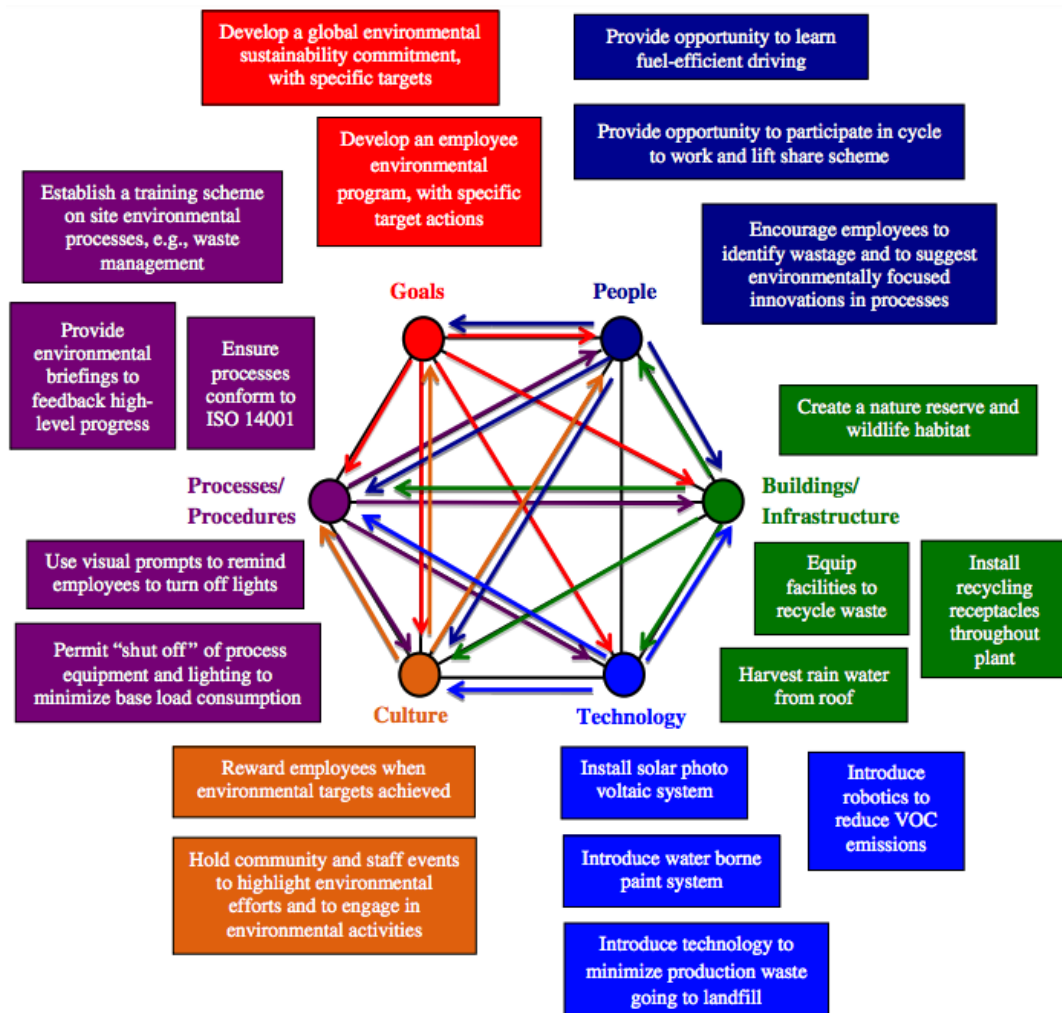 Develop a global environmental
sustainability commitment,
with specific targets
Provide opportunity to learn
fuel-efficient driving
Develop an employee
environmental
program, with specific
target actions
Provide opportunity to participate in cycle
to work and lift share scheme
Establish a training scheme
on site environmental
processes, e.g., waste
management
Encourage employees to
identify wastage and to suggest
environmentally focused
innovations in processes
Goals
People
Provide
environmental
briefings to
feedback high-
level progress
Ensure
processes
conform to
ISO 14001
Create a nature reserve and
wildlife habitat
Processes/
Procedures
Buildings/
Infrastructure
Use visual prompts to remind
employees to turn off lights
Equip
facilities to
recycle waste
Install
recycling
receptacles
throughout
plant
Permit “shut off” of process
equipment and lighting to
minimize base load consumption
Harvest rain water
from roof
Culture
Technology
Reward employees when
environmental targets achieved
Install solar photo
voltaic system
Introduce
robotics to
reduce VOC
emissions
Hold community and staff events
to highlight environmental
efforts and to engage in
environmental activities
Introduce water borne
paint system
Introduce technology to
minimize production waste
going to landfill